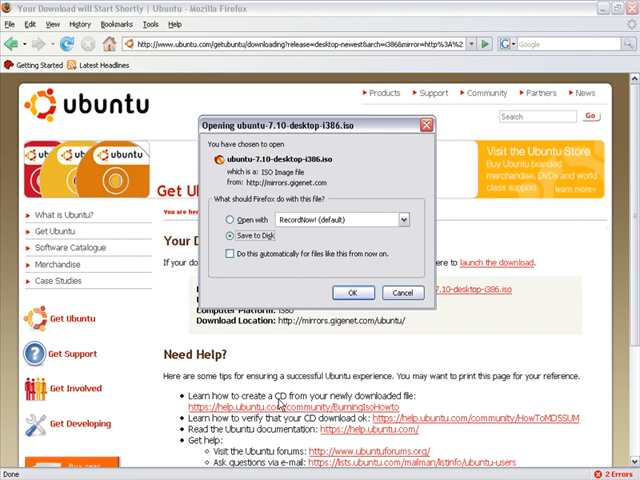 Your Download will Start Shortly | Ubuntu - Mozilla Firefox
File Edit View History Bookmarks Tools Help
http://www.ubuntu.com/getubuntu/downloading?release=desktop-newest&arch=i386&mirror=http%3A%2
Google
Getting Started Latest Headlines
ubuntu
Products Support Community Partners News
Search Go
Opening ubuntu-7.10-desktop-i386.iso
You have chosen to open
ubuntu-7.10-desktop-i386.iso
which is a: ISO Image file
from: http://mirrors.gigenet.com
What should Firefox do with this file?
Open with RecordNow! (default)
Save to Disk
Do this automatically for files like this from now on.
OK Cancel
ubuntu ubuntu ubuntu
Visit the Ubuntu Store
Buy Ubuntu branded
merchandise, DVDs and world
class support
learn more»
Get
You are here:
What is Ubuntu?
Get Ubuntu
Software Catalogue
Merchandise
Case Studies
Your D
If your do
ere to launch the download.
7.10-desktop-i386.iso
Computer Platform: i386
Download Location: http://mirrors.gigenet.com/ubuntu/
Get Ubuntu
Get Support
Get Involved
Get Developing
Need Help?
Here are some tips for ensuring a successful Ubuntu experience. You may want to print this page for your reference.
Learn how to create a CD from your newly downloaded file:
https://help.ubuntu.com/community/BurningIsoHowto
Learn how to verify that your CD download ok: https://help.ubuntu.com/community/HowToMD5SUM
Read the Ubuntu documentation: https://help.ubuntu.com/
Get help:
Visit the Ubuntu forums: http://www.ubuntuforums.org/
Ask questions via e-mail: https://lists.ubuntu.com/mailman/listinfo/ubuntu-users
Done
2 Errors